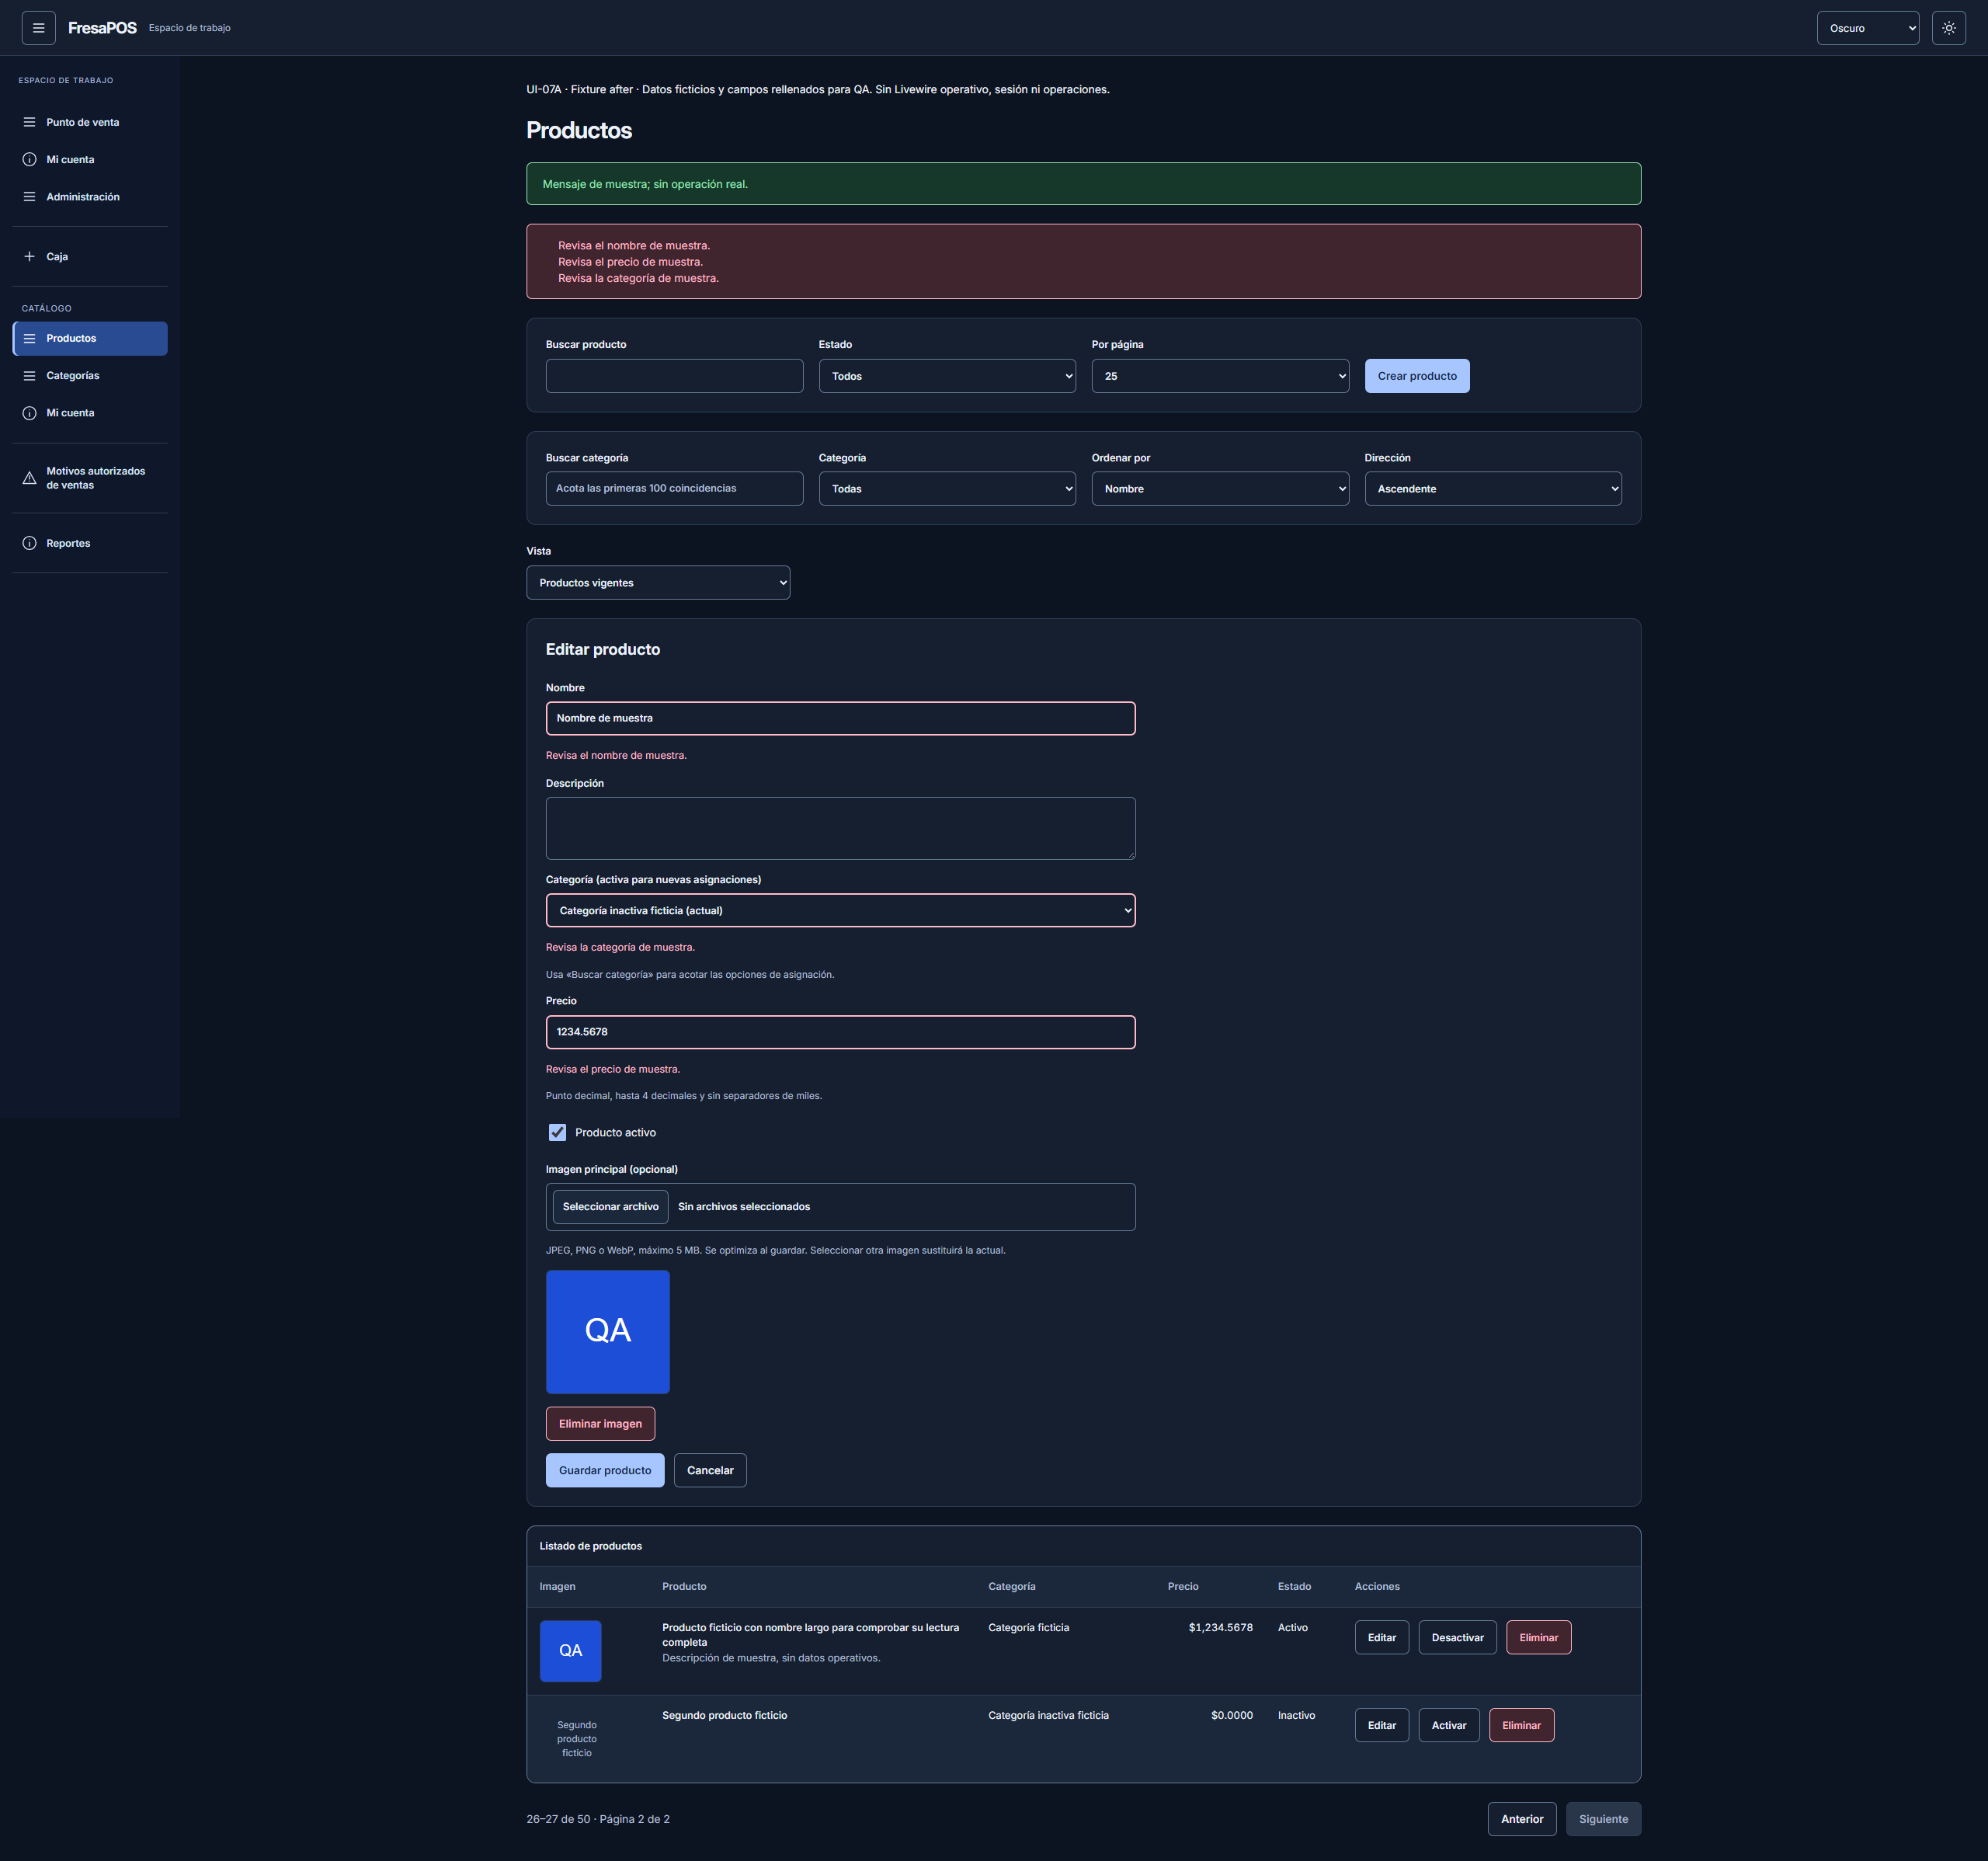 FresaPOS
Espacio de trabajo
Oscuro
ESPACIO DE TRABAJO
Punto de venta
Mi cuenta
Administración
Caja
CATÁLOGO
Productos
Categorías
Mi cuenta
Motivos autorizados
de ventas
Reportes
UI-07A · Fixture after · Datos ficticios y campos rellenados para QA. Sin Livewire operativo, sesión ni operaciones.
Productos
Mensaje de muestra; sin operación real.
Revisa el nombre de muestra.
Revisa el precio de muestra.
Revisa la categoría de muestra.
Buscar producto
Estado
Por página
Todos
25
Crear producto
Buscar categoría
Categoría
Ordenar por
Dirección
Acota las primeras 100 coincidencias
Todas
Nombre
Ascendente
Vista
Productos vigentes
Editar producto
Nombre
Nombre de muestra
Revisa el nombre de muestra.
Descripción
Categoría (activa para nuevas asignaciones)
Categoría inactiva ficticia (actual)
Revisa la categoría de muestra.
Usa «Buscar categoría» para acotar las opciones de asignación.
Precio
1234.5678
Revisa el precio de muestra.
Punto decimal, hasta 4 decimales y sin separadores de miles.
Producto activo
Imagen principal (opcional)
Seleccionar archivo Sin archivos seleccionados
JPEG, PNG o WebP, máximo 5 MB. Se optimiza al guardar. Seleccionar otra imagen sustituirá la actual.
QA
Eliminar imagen
Guardar producto
Cancelar
Listado de productos
Imagen Producto Categoría Precio Estado Acciones
QA
Producto ficticio con nombre largo para comprobar su lectura
completa
Descripción de muestra, sin datos operativos.
Categoría ficticia
$1,234.5678
Activo
Editar
Desactivar
Eliminar
Segundo
producto
ficticio
Segundo producto ficticio
Categoría inactiva ficticia
$0.0000
Inactivo
Editar
Activar
Eliminar
26–27 de 50 · Página 2 de 2
Anterior
Siguiente